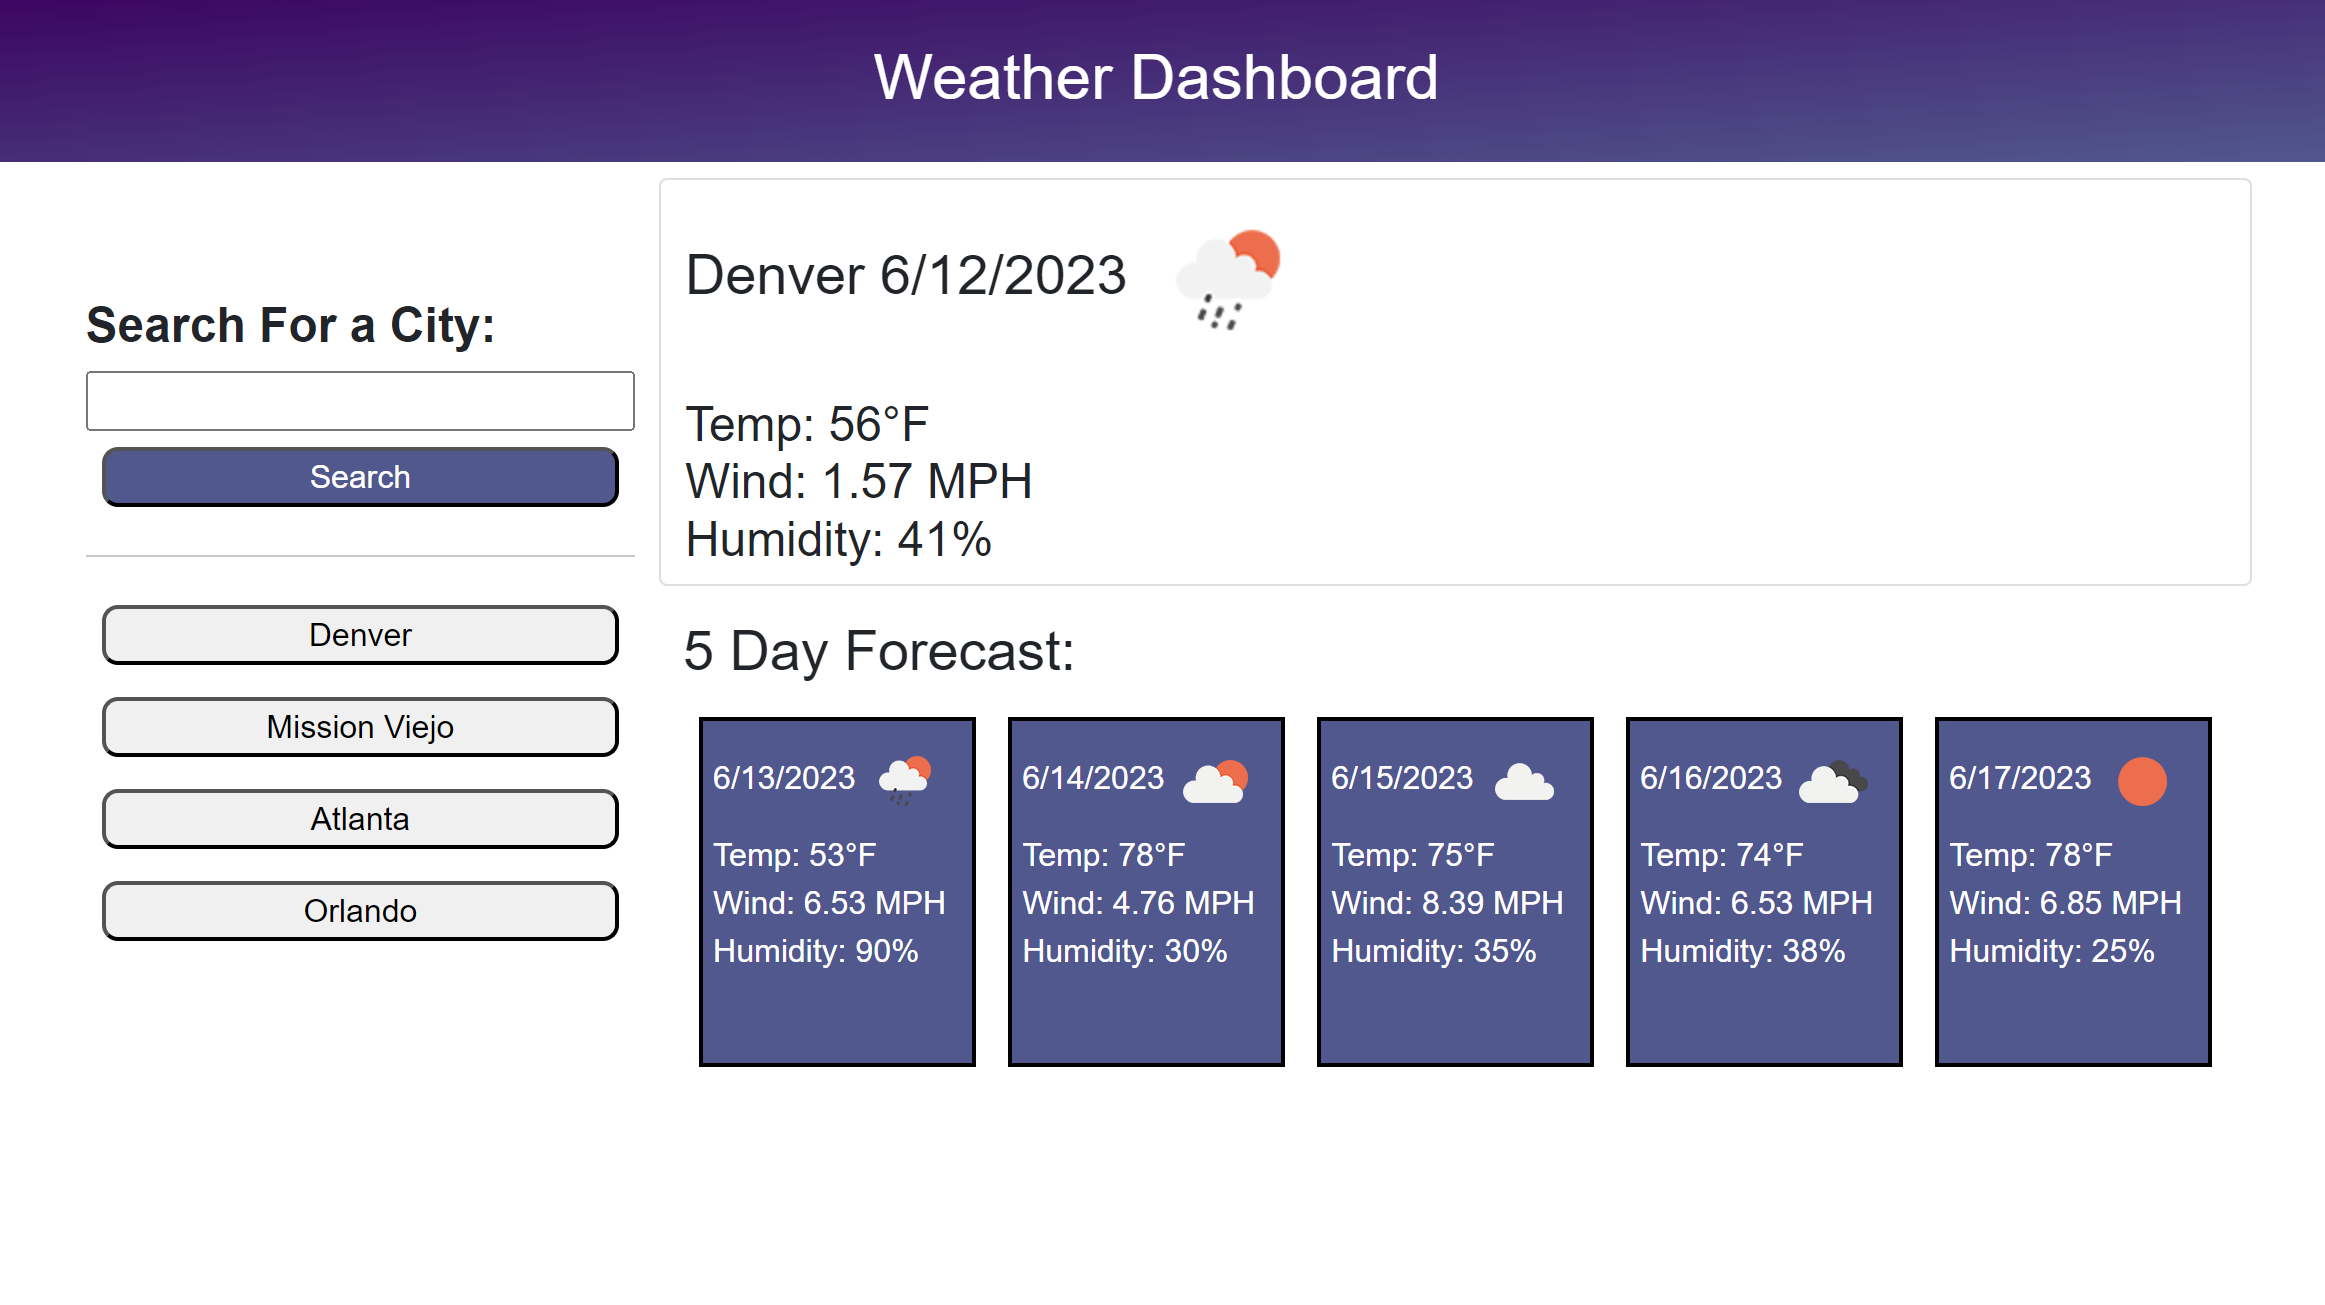 Weather Dashboard
Search For a City:
Search
Denver
Mission Viejo
Atlanta
Orlando
Denver 6/12/2023
Temp: 56°F
Wind: 1.57 MPH
Humidity: 41%
5 Day Forecast:
6/13/2023
Temp: 53°F
Wind: 6.53 MPH
Humidity: 90%
6/14/2023
Temp: 78°F
Wind: 4.76 MPH
Humidity: 30%
6/15/2023
Temp: 75°F
Wind: 8.39 MPH
Humidity: 35%
6/16/2023
Temp: 74°F
Wind: 6.53 MPH
Humidity: 38%
6/17/2023
Temp: 78°F
Wind: 6.85 MPH
Humidity: 25%